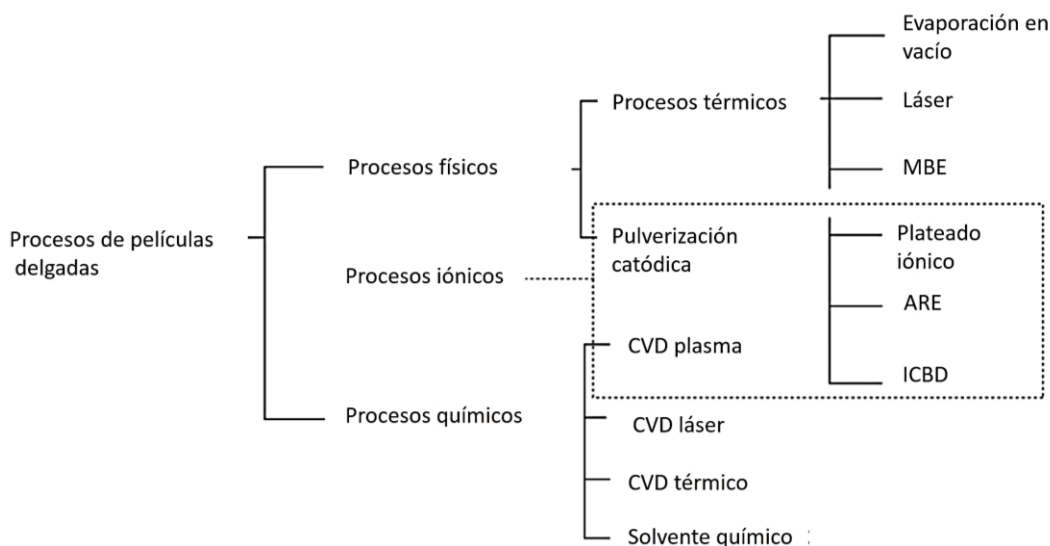 Evaporación en
vacío
Procesos térmicos
Láser
Procesos físicos
MBE
Procesos de películas
delgadas
Pulverización
catódica
Plateado
iónico
Procesos iónicos
ARE
CVD plasma
ICBD
Procesos químicos
CVD láser
CVD térmico
Solvente químico